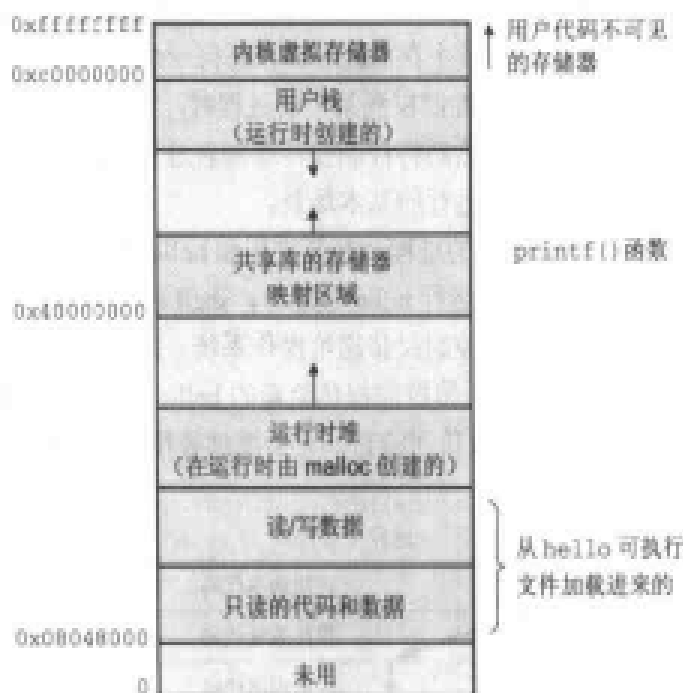 0xffffffff
内核虚拟存储器
用户代码不可见
的存储器
0xc0000000
用户栈
（运行时创建的）
共享库的存储器
映射区域
printf()函数
0x40000000
运行时堆
（在运行时由 malloc 创建的）
读/写数据
从 hello 可执行
文件加载进来的
只读的代码和数据
0x08048000
未用
0